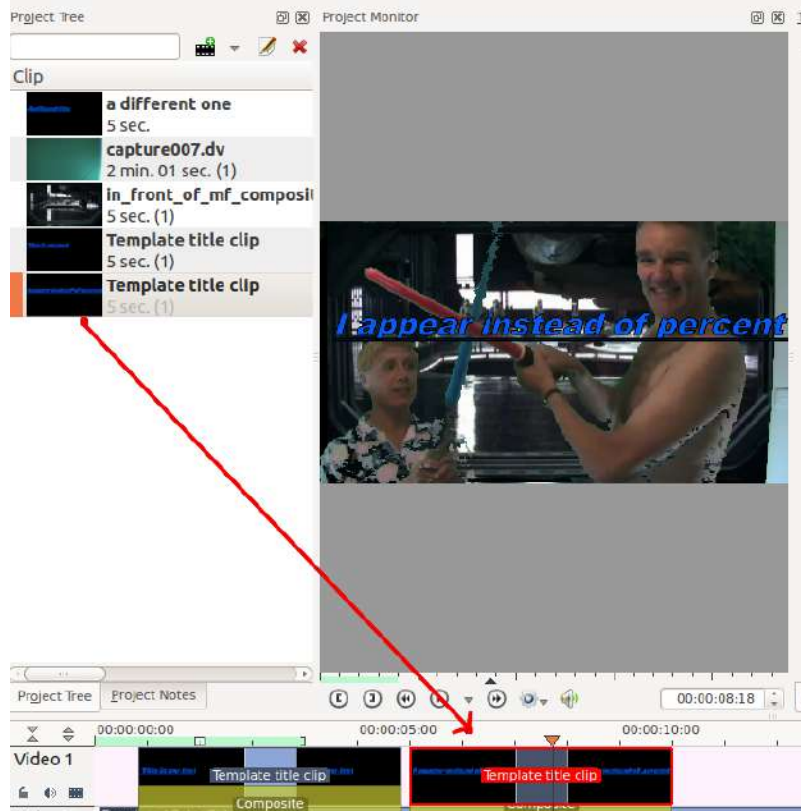 Project Tree
Project Monitor
Clip
a different one
5 sec.
capture007.dv
2 min. 01 sec. (1)
in_front_of_mf_composit
5 sec. (1)
Template title clip
5 sec. (1)
Template title clip
5 sec. (1)
I appear instead of percent
Project Tree
Project Notes
00:00:08:18
00:00:00:00
00:00:05:00
00:00:10:00
Video 1
Template title clip
Template title clip
Composite
Composite